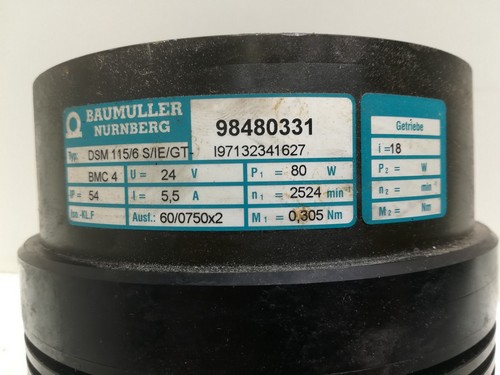 BAUMULLER
NURNBERG
98480331
Typ: DSM 115/6 S/IE/GT- I97132341627
BMC 4 U = 24 V P1 = 80 W
IP = 54 I = 5,5 A n1 = 2524 min-1
Iso.-KL.F Ausf.: 60/0750x2 M1 = 0,305 Nm
Getriebe
i = 18
P2 = W
n2 = min-1
M2 = Nm